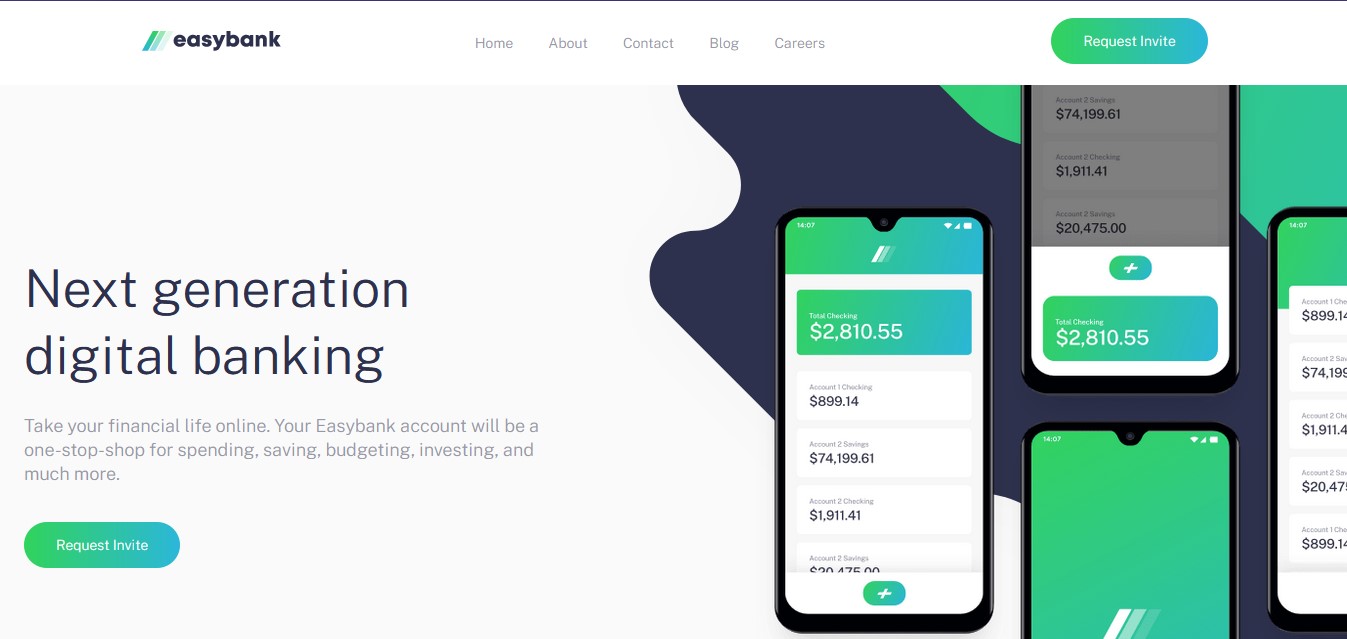 easybank
Home
About
Contact
Blog
Careers
Request Invite
Next generation
digital banking
Take your financial life online. Your Easybank account will be a
one-stop-shop for spending, saving, budgeting, investing, and
much more.
Request Invite
14:07
Total Checking
$2,810.55
Account 1 Checking
$899.14
Account 2 Savings
$74,199.61
Account 2 Checking
$1,911.41
Account 2 Savings
$20,475.00
Account 2 Savings
$74,199.61
Account 2 Checking
$1,911.41
Account 2 Savings
$20,475.00
Total Checking
$2,810.55
14:07
14:07
Account 1 Che
$899.14
Account 2 Sav
$74,199
Account 2 Che
$1,911.4
Account 2 Sav
$20,475
Account 1 Che
$899.14